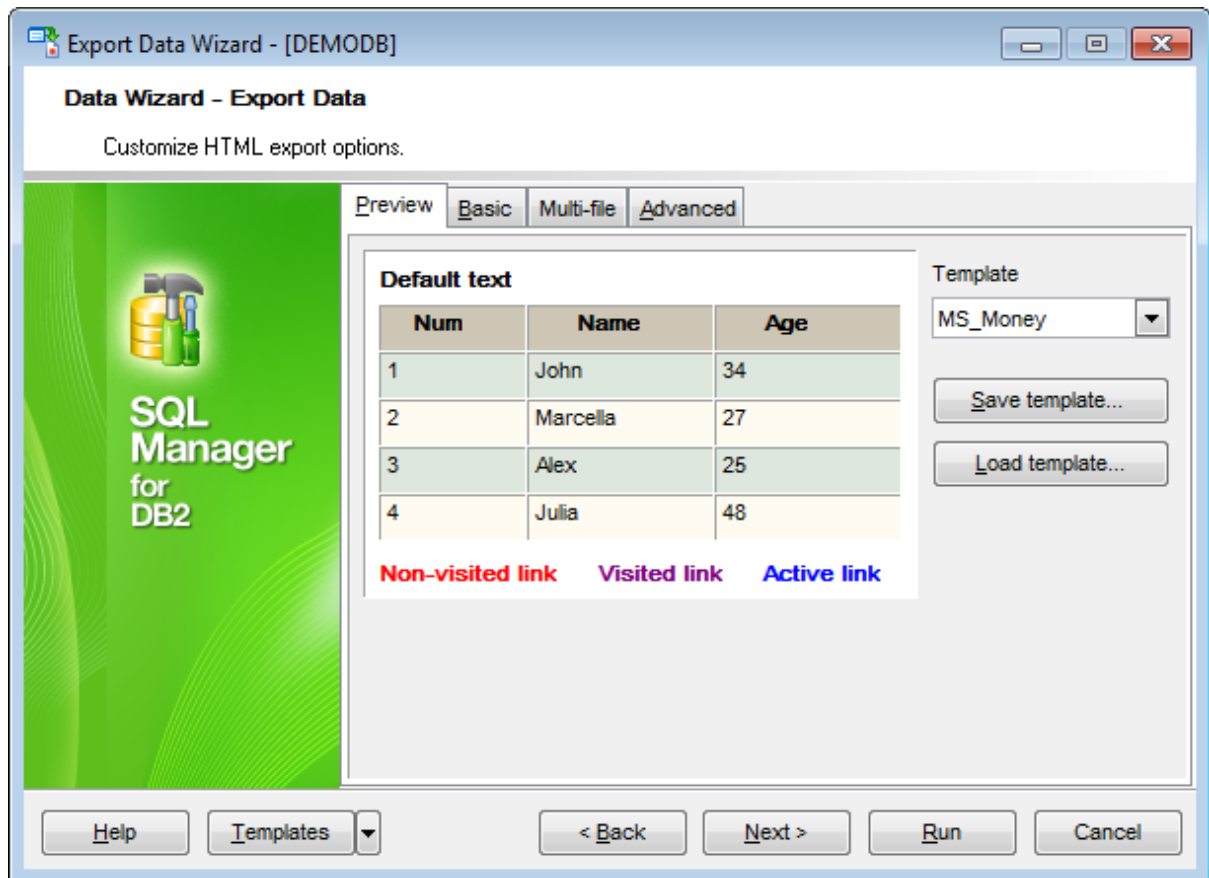 Export Data Wizard - [DEMODB]
Data Wizard - Export Data
Customize HTML export options.
SQL
Manager
for
DB2
Preview Basic Multi-file Advanced
Default text
Num Name Age
1 John 34
2 Marcella 27
3 Alex 25
4 Julia 48
Non-visited link Visited link Active link
Template
MS_Money
Save template...
Load template...
Help Templates < Back Next > Run Cancel